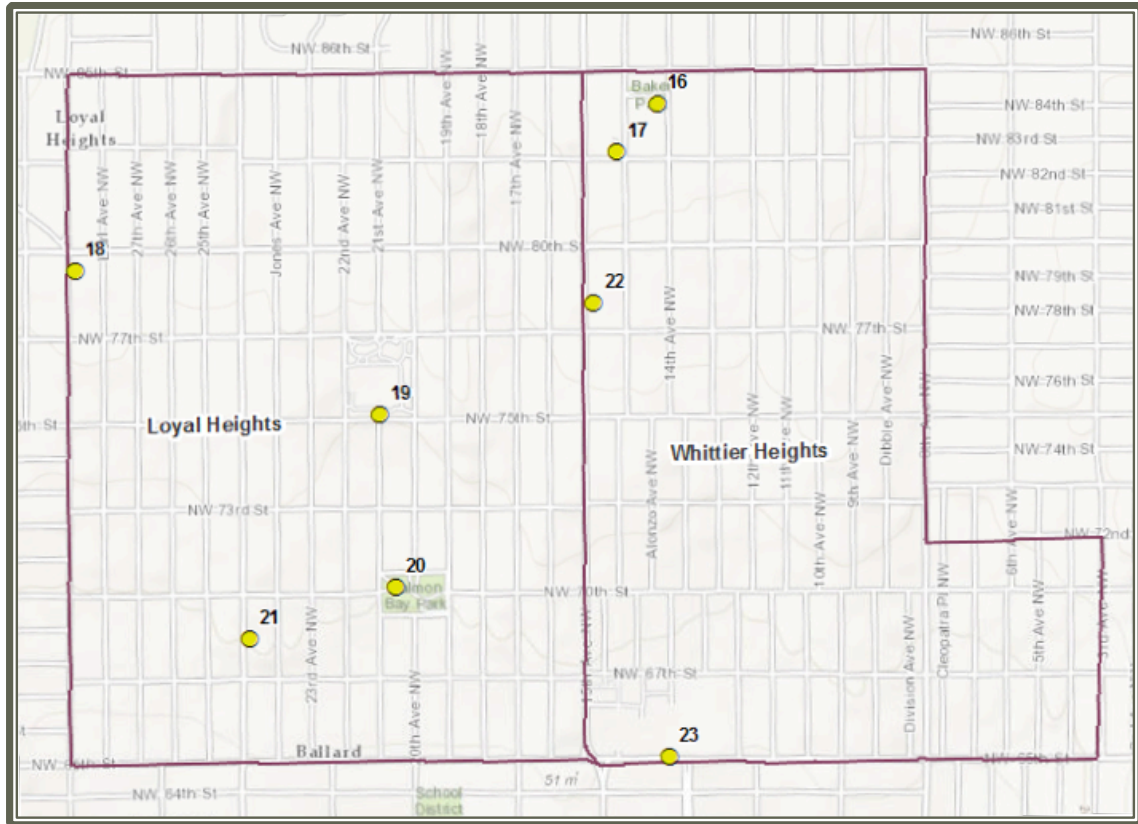 NW 86th St
NW 86th St
NW 85th St
16
Baker
NW 84th St
17
NW 83rd St
Loyal
Heights
19th Ave NW
18th Ave NW
17th Ave NW
NW 82nd St
27th Ave NW
26th Ave NW
25th Ave NW
Jones Ave NW
22nd Ave NW
21st Ave NW
NW 81st St
18
NW 80th St
22
NW 79th St
NW 78th St
14th Ave NW
NW 77th St
NW 77th St
NW 76th St
Dibble Ave NW
19
NW 75th St
Loyal Heights
Whittier Heights
NW 74th St
12th Ave NW
11th Ave NW
9th Ave NW
Alonzo Ave NW
NW 73rd St
NW 72nd
6th Ave NW
10th Ave NW
20
Bay Park
NW 70th St
21
23rd Ave NW
15th Ave NW
NW 67th St
Division Ave NW
Cleopatra Pl NW
5th Ave NW
3rd Ave NW
23
Ballard
NW 65th St
NW 65th St
51 m
NW 64th St
School
District